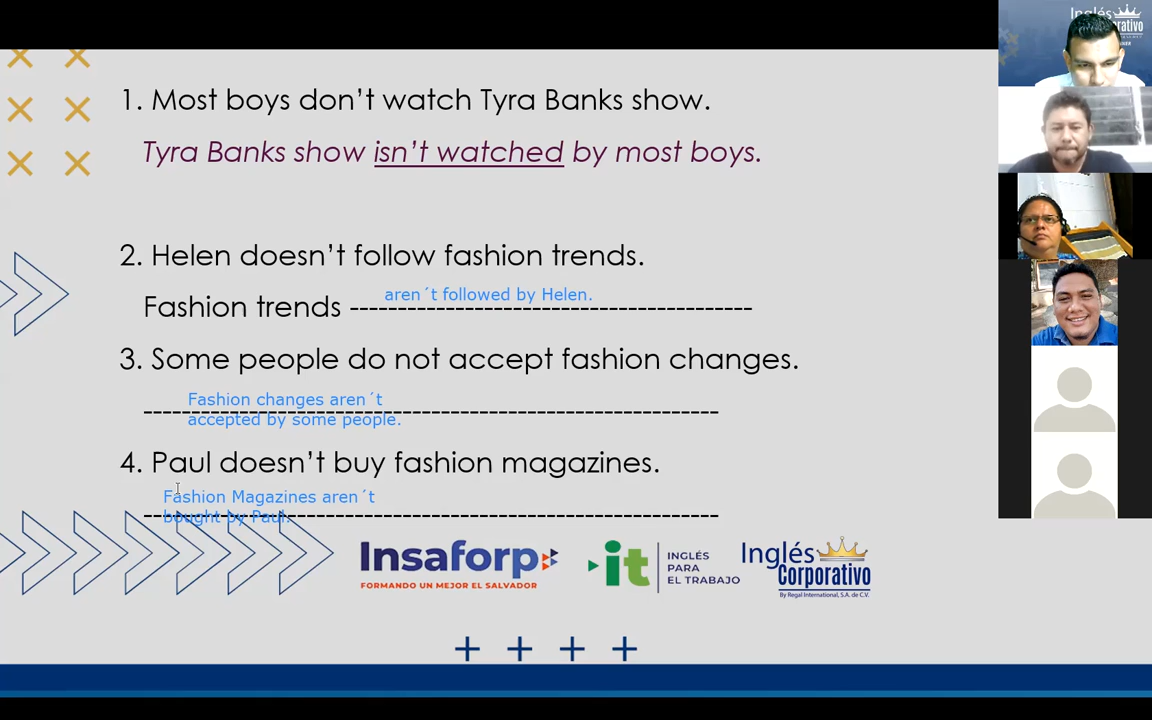 Inglés
rativo
1. Most boys don’t watch Tyra Banks show.
Tyra Banks show isn’t watched by most boys.
2. Helen doesn’t follow fashion trends.
aren´t followed by Helen.
Fashion trends -----------------------------------------
3. Some people do not accept fashion changes.
Fashion changes aren´t
accepted by some people.
4. Paul doesn’t buy fashion magazines.
Fashion Magazines aren´t
bought by Paul.
Insaforp
FORMANDO UN MEJOR EL SALVADOR
it
INGLÉS
PARA
EL TRABAJO
Inglés
Corporativo
By Regal International, S.A. de C.V.